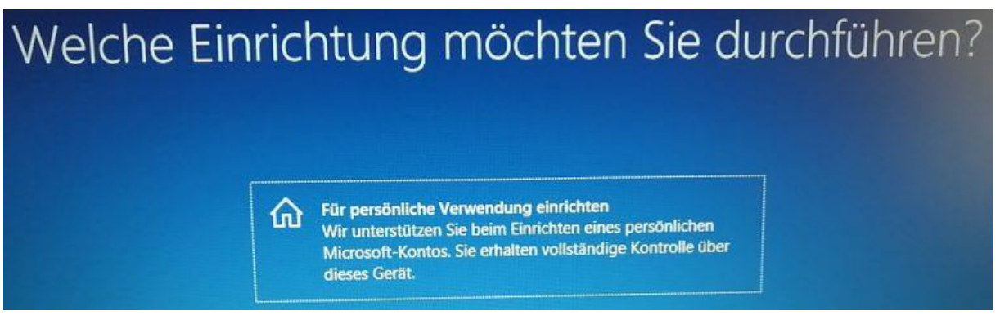 Welche Einrichtung möchten Sie durchführen?
Für persönliche Verwendung einrichten
Wir unterstützen Sie beim Einrichten eines persönlichen
Microsoft-Kontos. Sie erhalten vollständige Kontrolle über
dieses Gerät.